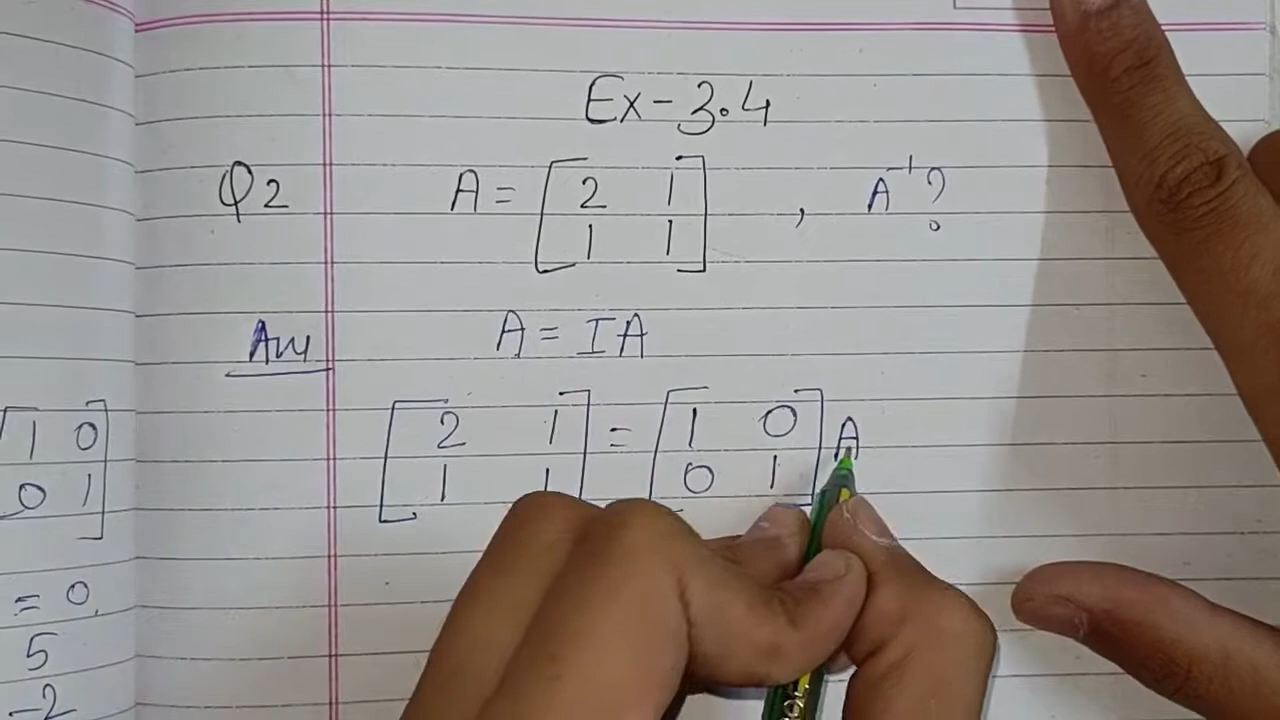 Ex-3.4
Q2 A = [ 2 1 , A⁻¹ ?
1 1 ]
Ans A = IA
[ 2 1 = [ 1 0 A
1 1 ] 0 1 ]
[ 1 0
0 1 ]
= 0
5
-2